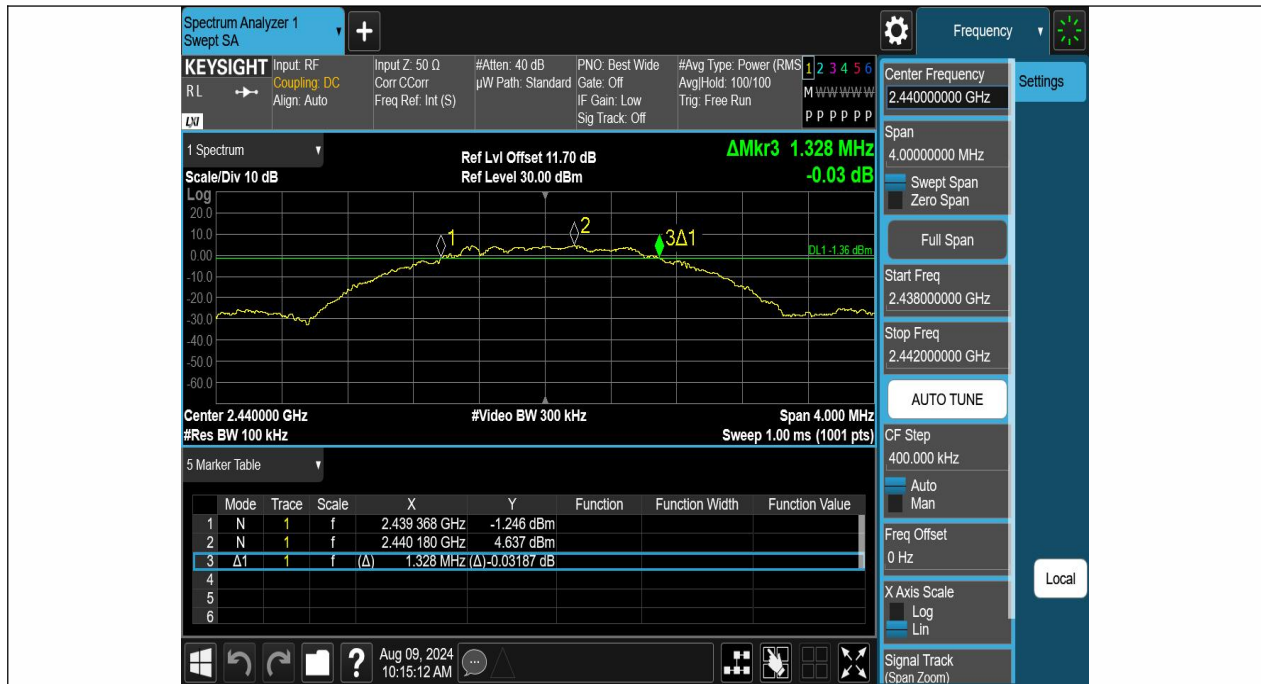 Spectrum Analyzer 1
Swept SA
+
Frequency
KEYSIGHT
RL
LXI
Input: RF
Coupling: DC
Align: Auto
Input Z: 50 Ω
Corr CCorr
Freq Ref: Int (S)
#Atten: 40 dB
µW Path: Standard
PNO: Best Wide
Gate: Off
IF Gain: Low
Sig Track: Off
#Avg Type: Power (RMS
Avg|Hold: 100/100
Trig: Free Run
1 2 3 4 5 6
M W W W W W
P P P P P P
1 Spectrum
Scale/Div 10 dB
Ref Lvl Offset 11.70 dB
Ref Level 30.00 dBm
ΔMkr3 1.328 MHz
-0.03 dB
Log
20.0
10.0
0.00
-10.0
-20.0
-30.0
-40.0
-50.0
-60.0
1
2
3Δ1
DL1 -1.36 dBm
Center 2.440000 GHz
#Video BW 300 kHz
Span 4.000 MHz
#Res BW 100 kHz
Sweep 1.00 ms (1001 pts)
5 Marker Table
Mode Trace Scale X Y Function Function Width Function Value
1 N 1 f 2.439 368 GHz -1.246 dBm
2 N 1 f 2.440 180 GHz 4.637 dBm
3 Δ1 1 f (Δ) 1.328 MHz (Δ) -0.03187 dB
4
5
6
?
Aug 09, 2024
10:15:12 AM
Center Frequency
2.440000000 GHz
Settings
Span
4.00000000 MHz
Swept Span
Zero Span
Full Span
Start Freq
2.438000000 GHz
Stop Freq
2.442000000 GHz
AUTO TUNE
CF Step
400.000 kHz
Auto
Man
Freq Offset
0 Hz
X Axis Scale
Log
Lin
Signal Track
(Span Zoom)
Local